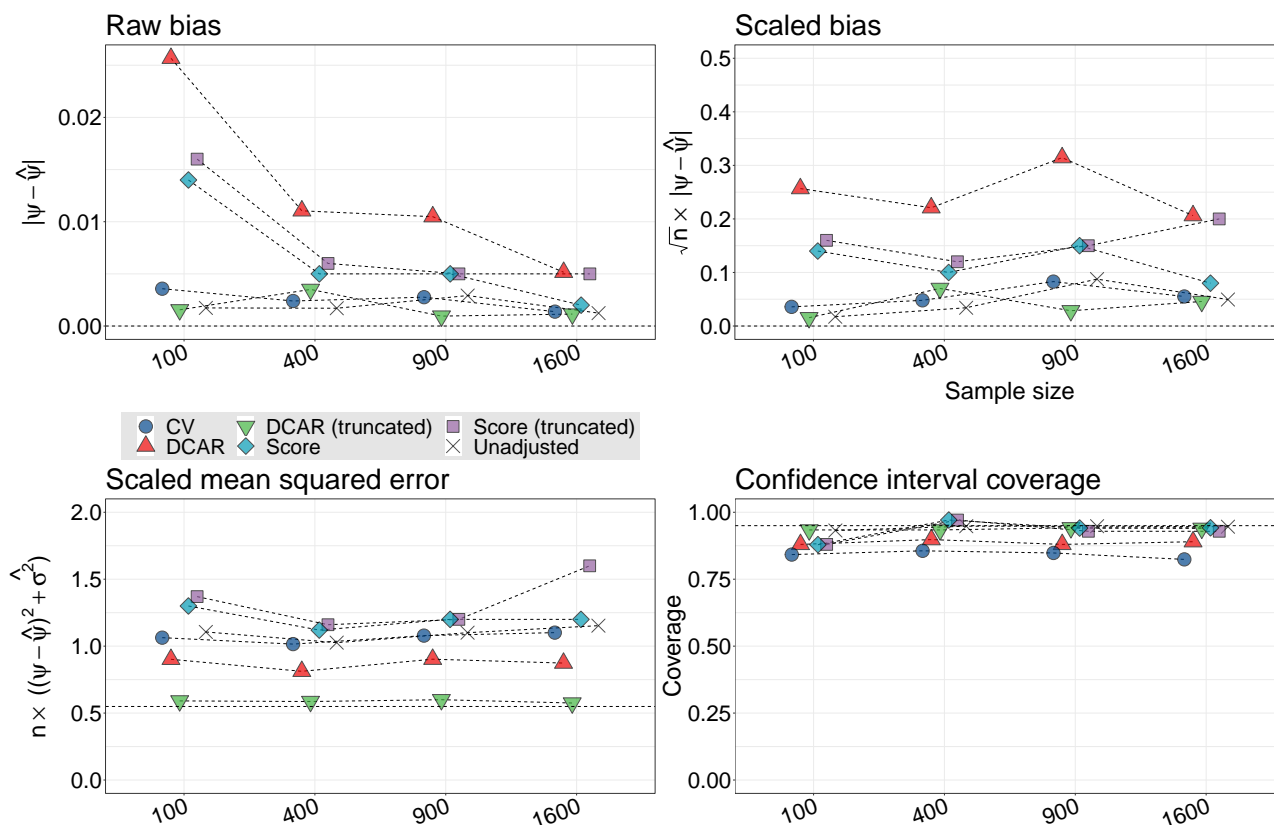 Raw bias
|ψ − ψ̂|
0.02
0.01
0.00
100 400 900 1600
Scaled bias
√n × |ψ − ψ̂|
0.5
0.4
0.3
0.2
0.1
0.0
100 400 900 1600
Sample size
CV DCAR (truncated) Score (truncated)
DCAR Score Unadjusted
Scaled mean squared error
n × ((ψ − ψ̂)² + σ̂²)
2.0
1.5
1.0
0.5
0.0
100 400 900 1600
Confidence interval coverage
Coverage
1.00
0.75
0.50
0.25
0.00
100 400 900 1600